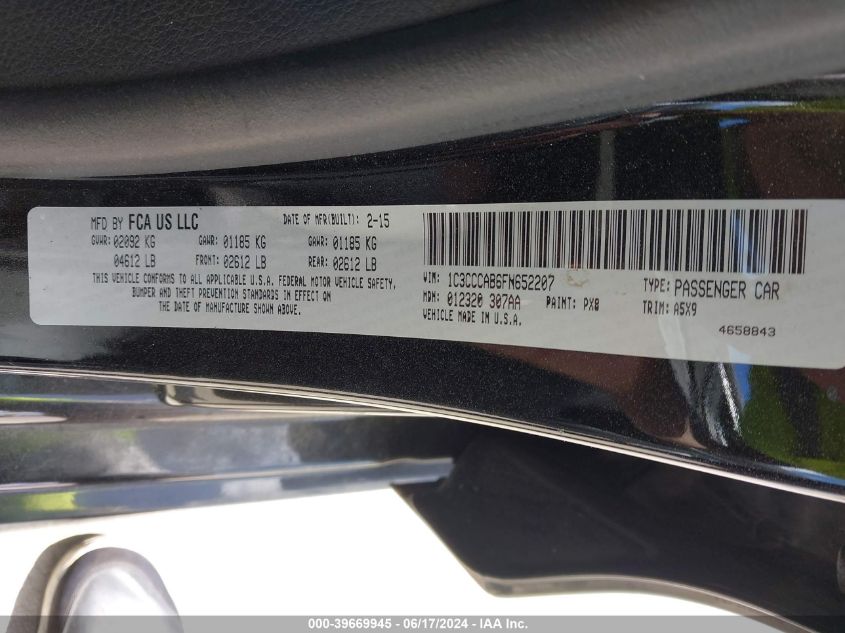 MFD BY FCA US LLC DATE OF MFR(BUILT): 2-15
GVWR: 02092 KG GAWR: 01185 KG GAWR: 01185 KG
04612 LB FRONT: 02612 LB REAR: 02612 LB
THIS VEHICLE CONFORMS TO ALL APPLICABLE U.S.A. FEDERAL MOTOR VEHICLE SAFETY,
BUMPER AND THEFT PREVENTION STANDARDS IN EFFECT ON
THE DATE OF MANUFACTURE SHOWN ABOVE.
VIN: 1C3CCCAB6FN652207 TYPE: PASSENGER CAR
MDH: 012320 307AA PAINT: PX8 TRIM: A5X9
VEHICLE MADE IN U.S.A.
4658843
000-39669945 - 06/17/2024 - IAA Inc.